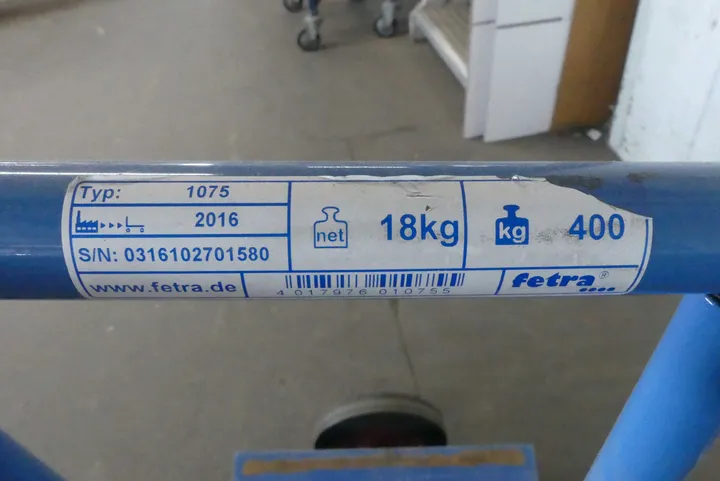 Typ: 1075
2016
S/N: 0316102701580
net 18kg
kg 400
www.fetra.de
4 017976 010755
fetra®